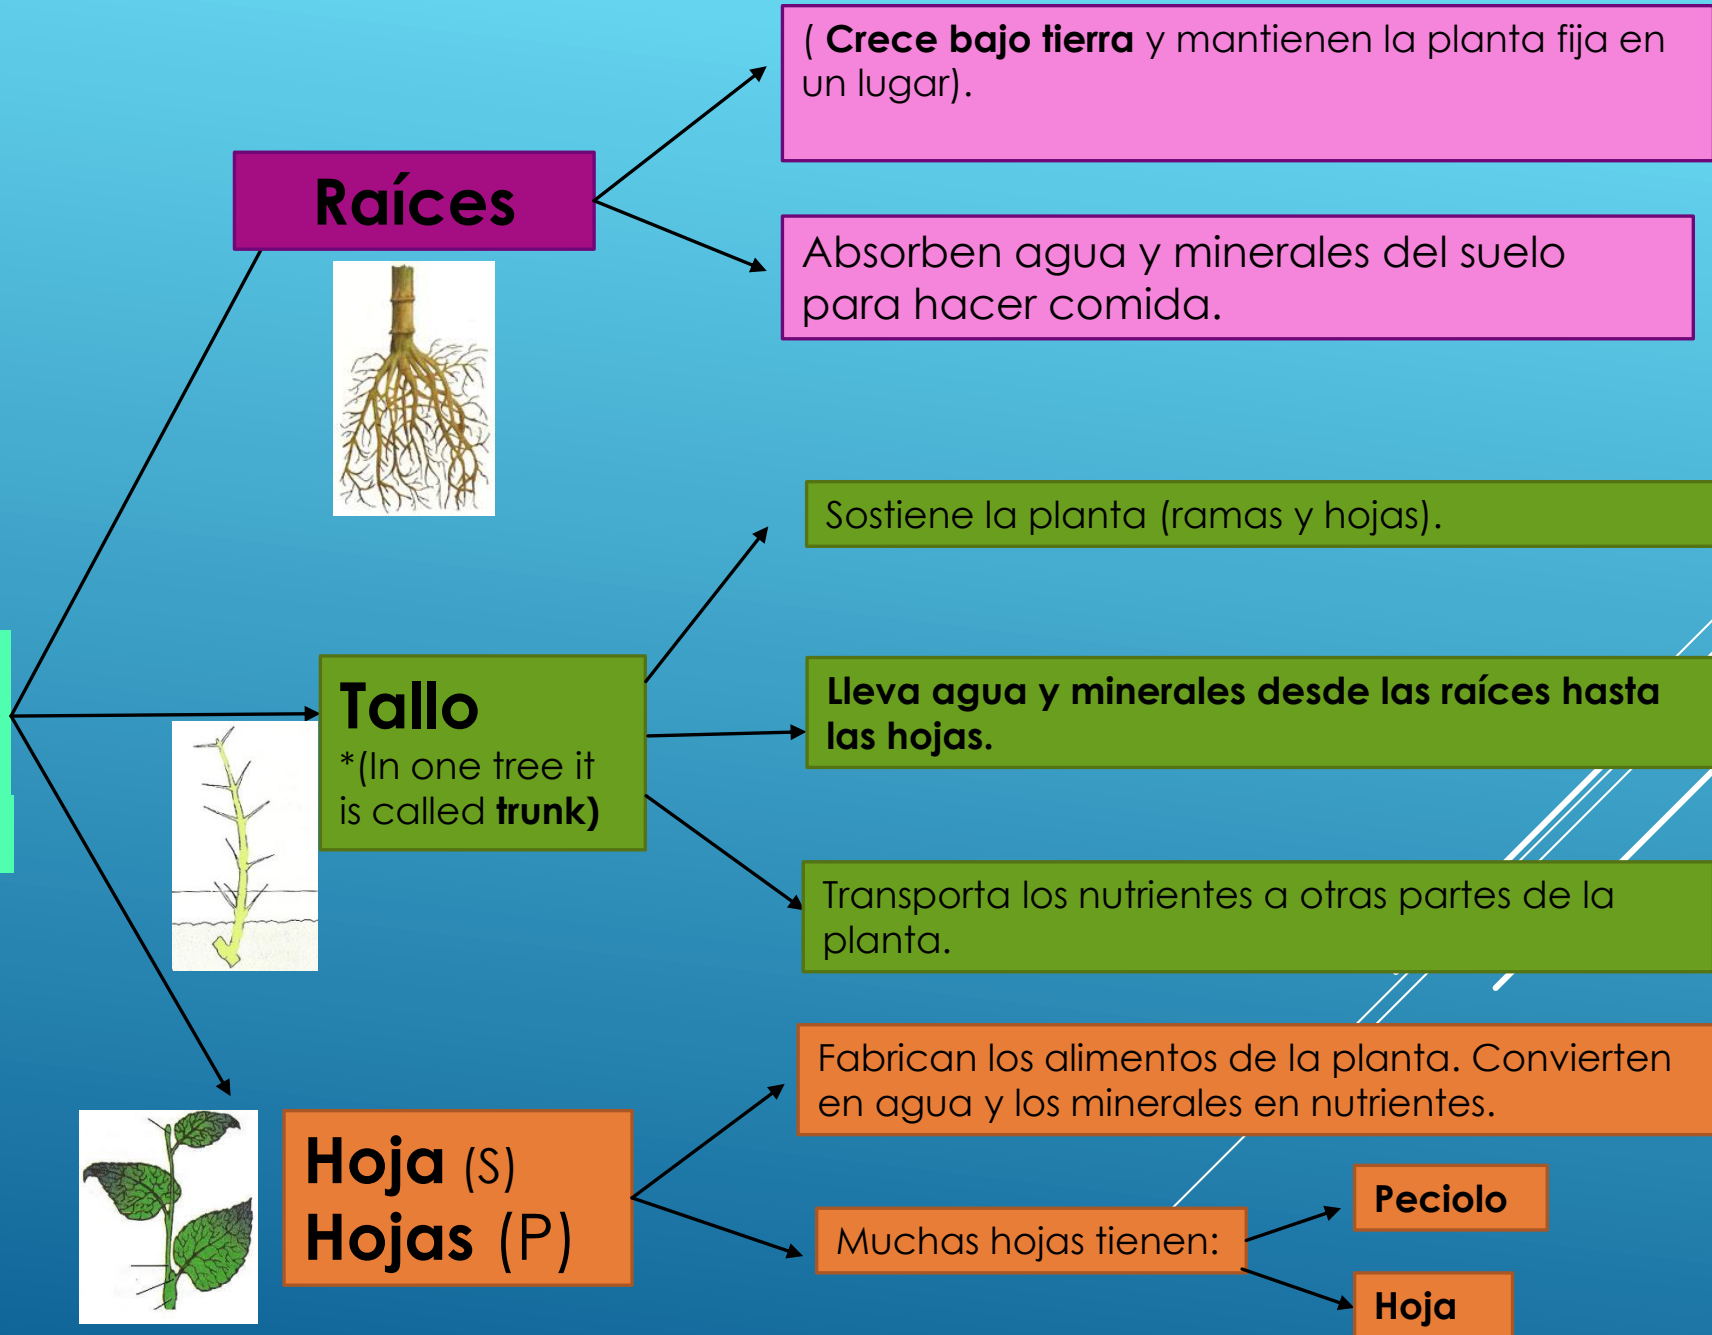 ( Crece bajo tierra y mantienen la planta fija en
un lugar).
Raíces
Absorben agua y minerales del suelo
para hacer comida.
Sostiene la planta (ramas y hojas).
Tallo
*(In one tree it
is called trunk)
Lleva agua y minerales desde las raíces hasta
las hojas.
Transporta los nutrientes a otras partes de la
planta.
Fabrican los alimentos de la planta. Convierten
en agua y los minerales en nutrientes.
Hoja (S)
Hojas (P)
Muchas hojas tienen:
Peciolo
Hoja